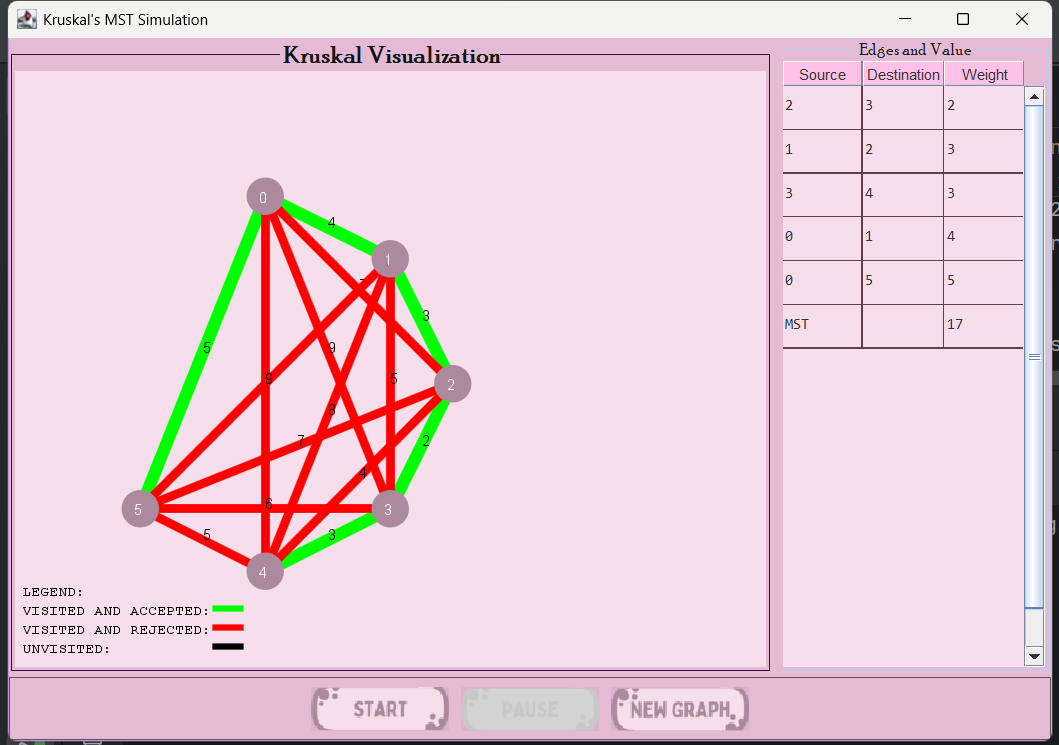 Kruskal's MST Simulation
Kruskal Visualization
Edges and Value
Source Destination Weight
2 3 2
1 2 3
3 4 3
0 1 4
0 5 5
MST 17
0
4
1
3
5
9
9
5
2
8
7
2
4
5
6
3
5
3
4
LEGEND:
VISITED AND ACCEPTED:
VISITED AND REJECTED:
UNVISITED:
START PAUSE NEW GRAPH